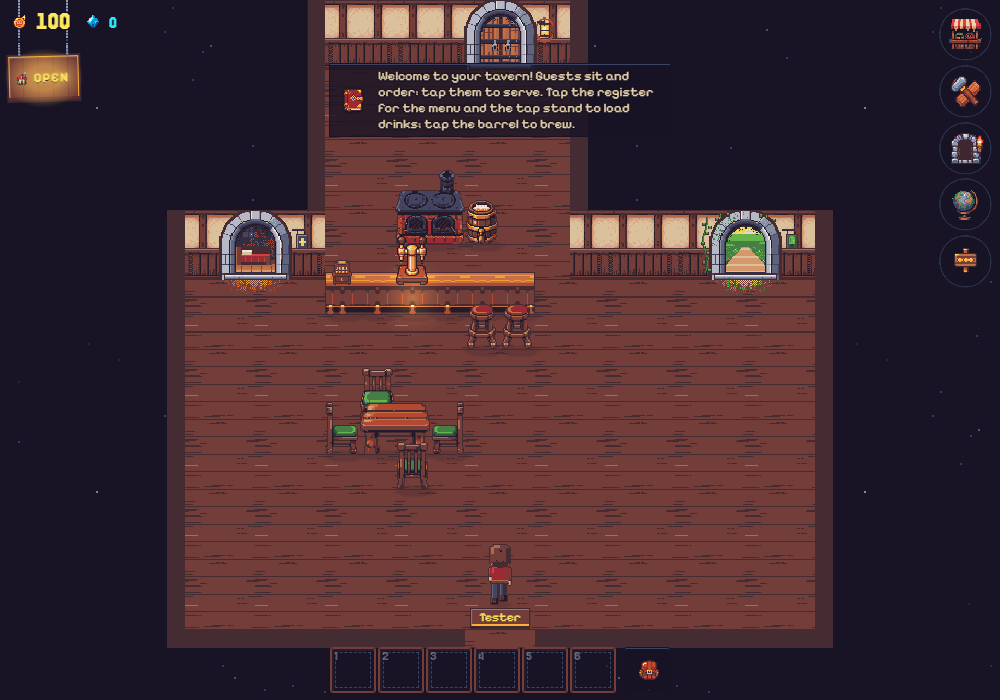 100 0
OPEN
Welcome to your tavern! Guests sit and
order: tap them to serve. Tap the register
for the menu and the tap stand to load
drinks; tap the barrel to brew.
Tester
1 2 3 4 5 6